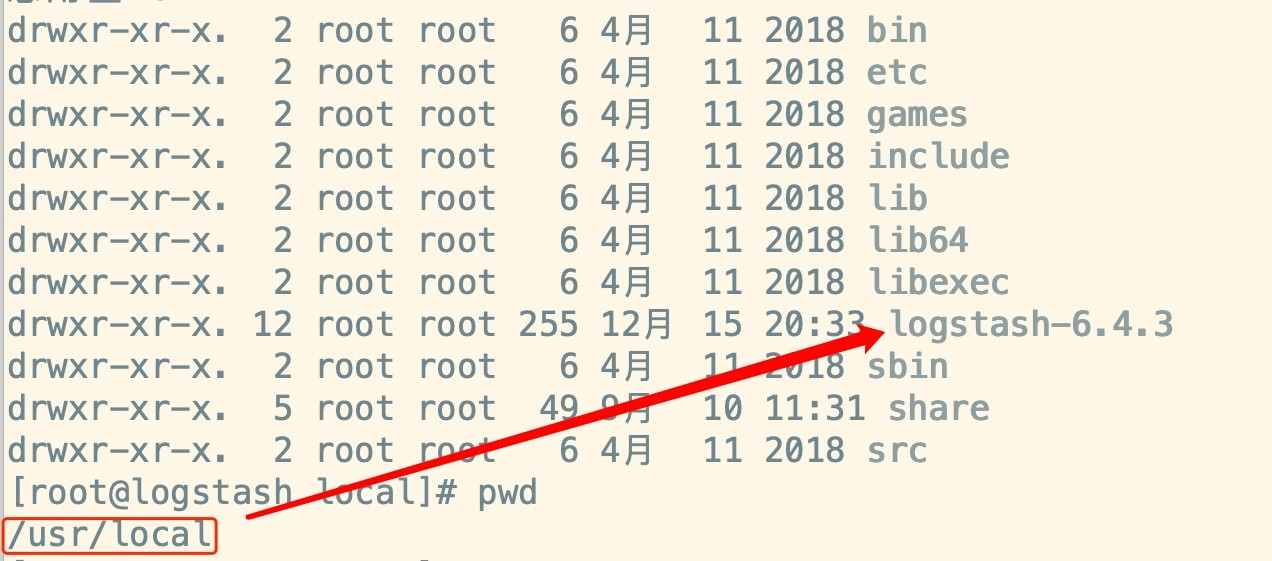 drwxr-xr-x. 2 root root 6 4月 11 2018 bin
drwxr-xr-x. 2 root root 6 4月 11 2018 etc
drwxr-xr-x. 2 root root 6 4月 11 2018 games
drwxr-xr-x. 2 root root 6 4月 11 2018 include
drwxr-xr-x. 2 root root 6 4月 11 2018 lib
drwxr-xr-x. 2 root root 6 4月 11 2018 lib64
drwxr-xr-x. 2 root root 6 4月 11 2018 libexec
drwxr-xr-x. 12 root root 255 12月 15 20:33 logstash-6.4.3
drwxr-xr-x. 2 root root 6 4月 11 2018 sbin
drwxr-xr-x. 5 root root 49 9月 10 11:31 share
drwxr-xr-x. 2 root root 6 4月 11 2018 src
[root@logstash local]# pwd
/usr/local